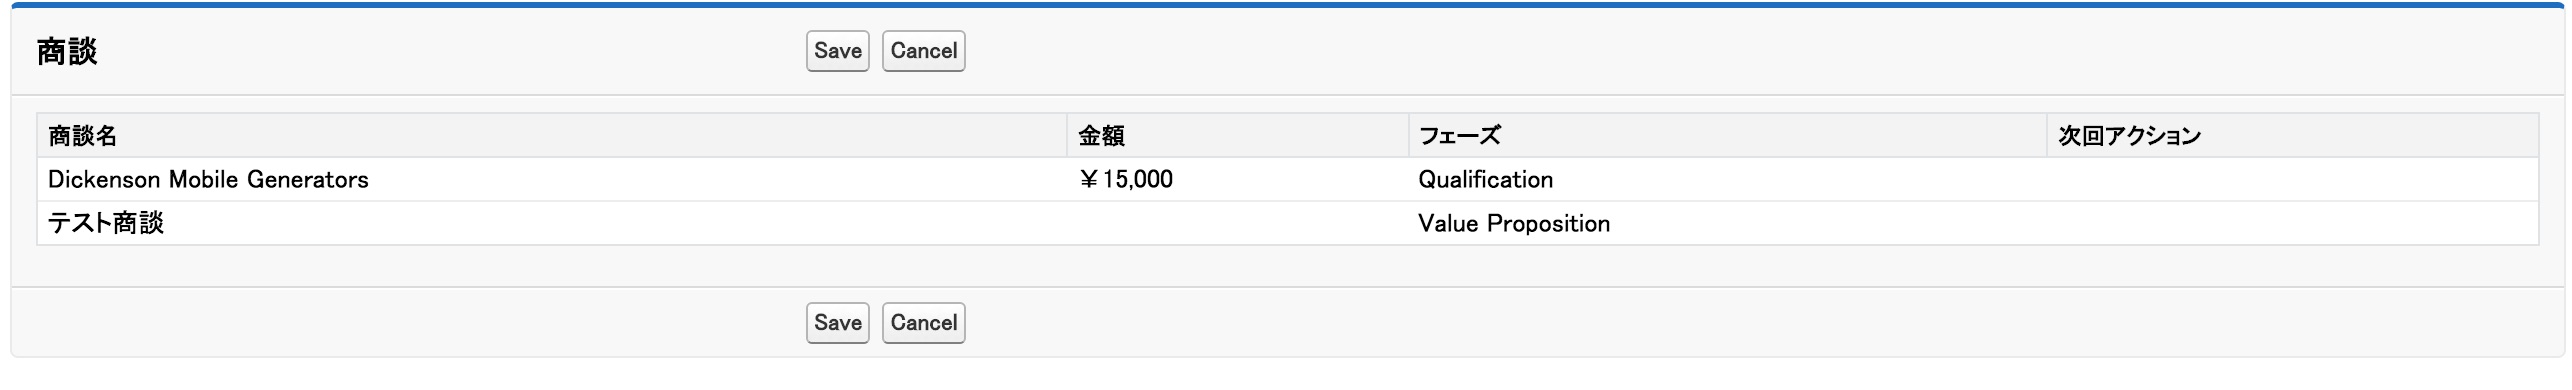 商談 Save Cancel
商談名 金額 フェーズ 次回アクション
Dickenson Mobile Generators ￥15,000 Qualification
テスト商談 Value Proposition
Save Cancel